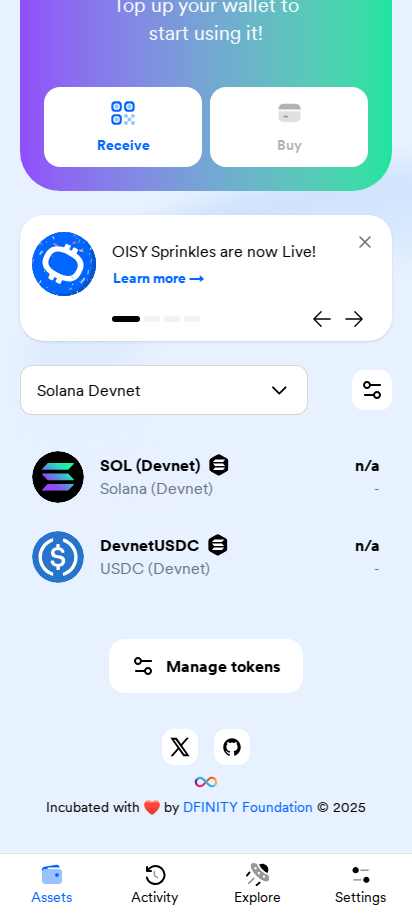 Top up your wallet to
start using it!
Receive
Buy
OISY Sprinkles are now Live!
Learn more →
Solana Devnet
SOL (Devnet)
n/a
Solana (Devnet)
-
DevnetUSDC
n/a
USDC (Devnet)
-
Manage tokens
Incubated with ❤️ by DFINITY Foundation © 2025
Assets
Activity
Explore
Settings